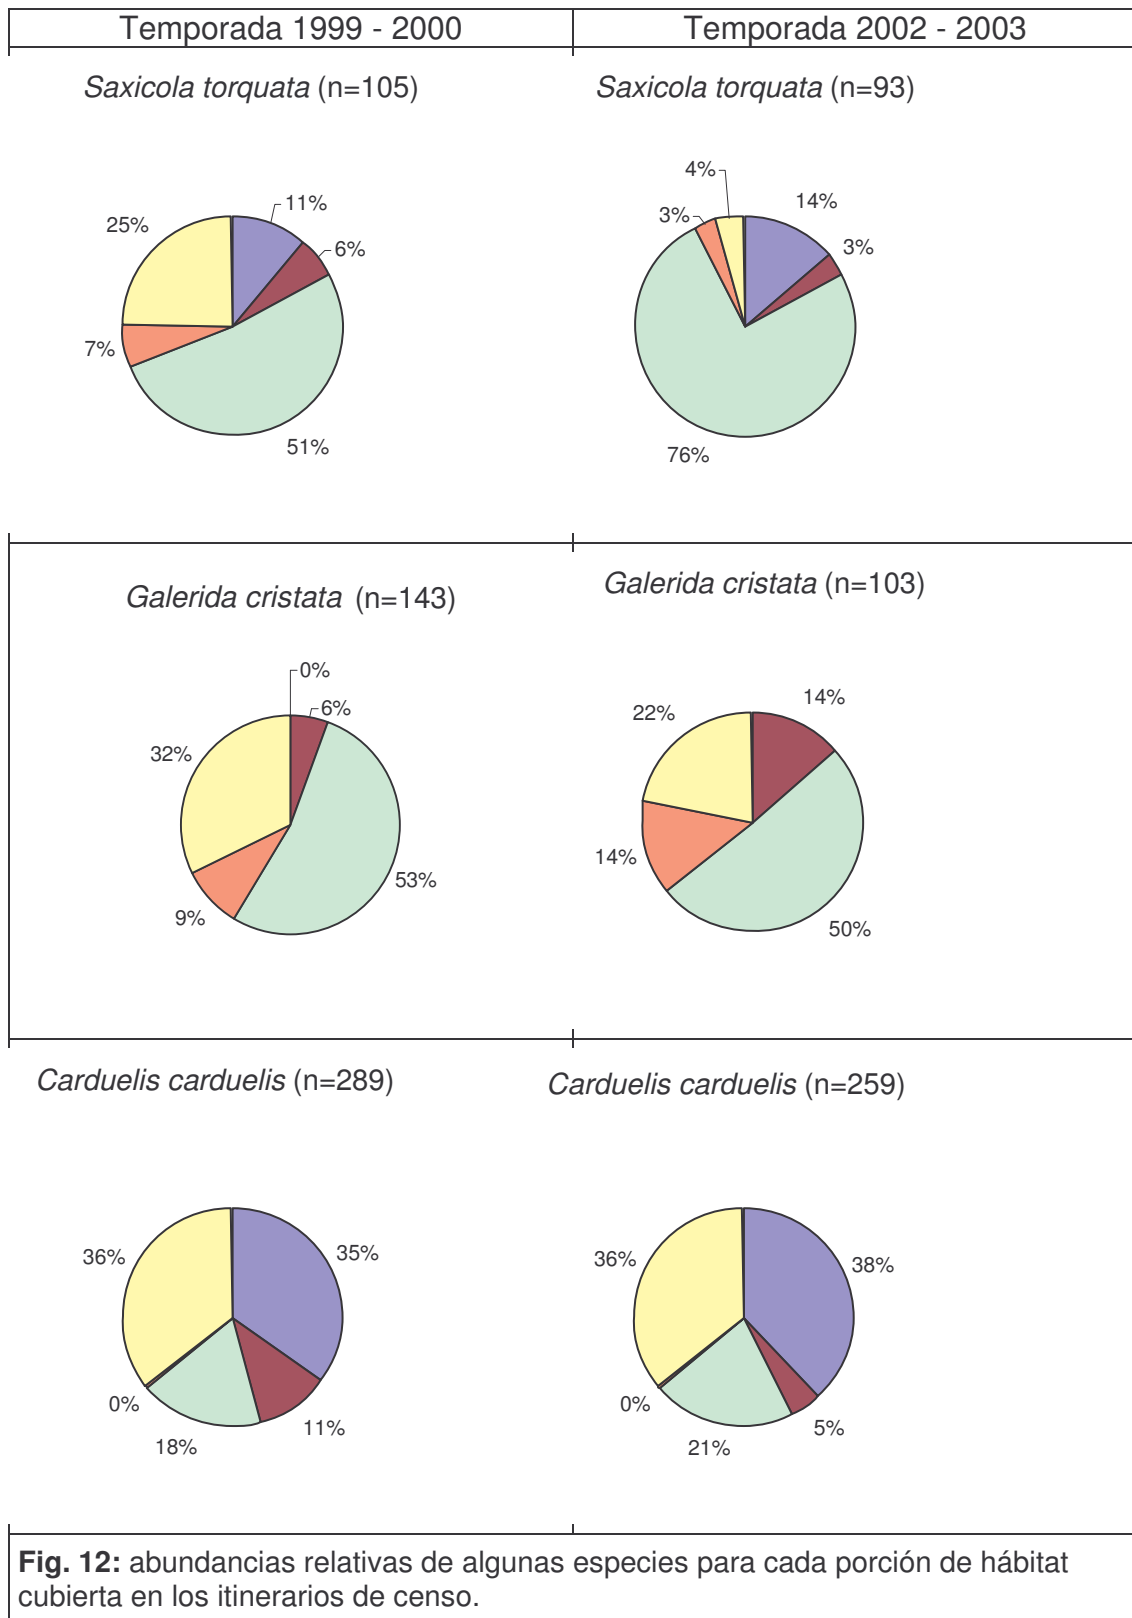 Temporada 1999 - 2000
Temporada 2002 - 2003
Saxicola torquata (n=105)
Saxicola torquata (n=93)
11%
6%
51%
7%
25%
14%
3%
76%
3%
4%
Galerida cristata (n=143)
Galerida cristata (n=103)
0%
6%
53%
9%
32%
14%
50%
14%
22%
Carduelis carduelis (n=289)
Carduelis carduelis (n=259)
35%
11%
18%
0%
36%
38%
5%
21%
0%
36%
Fig. 12: abundancias relativas de algunas especies para cada porción de hábitat
cubierta en los itinerarios de censo.